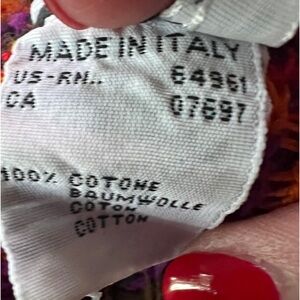 MADE IN ITALY
US-RN.. 64961
CA 07697
100% COTONE
BAUMWOLLE
COTON
COTTON